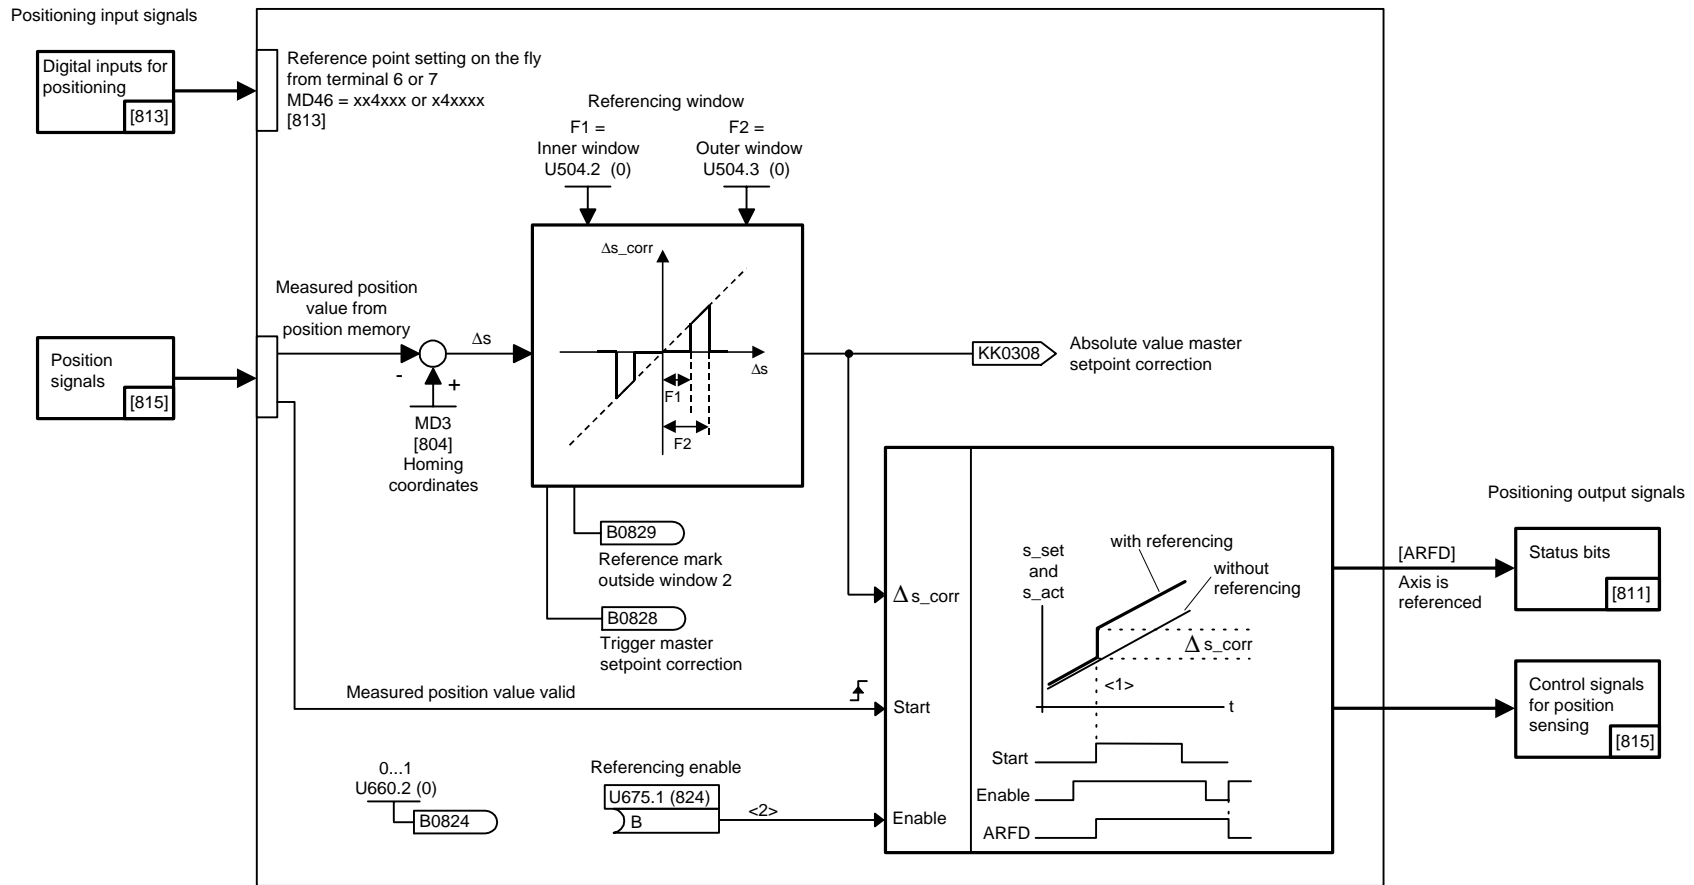 Positioning input signals
Digital inputs for
positioning
[813]
Reference point setting on the fly
from terminal 6 or 7
MD46 = xx4xxx or x4xxxx
[813]
Referencing window
F1 =
Inner window
U504.2 (0)
F2 =
Outer window
U504.3 (0)
Δs_corr
Δs
F1
F2
Measured position
value from
position memory
Δs
-
+
MD3
[804]
Homing
coordinates
Position
signals
[815]
KK0308
Absolute value master
setpoint correction
B0829
Reference mark
outside window 2
B0828
Trigger master
setpoint correction
Measured position value valid
0...1
U660.2 (0)
B0824
Referencing enable
U675.1 (824)
B
<2>
Δ s_corr
Start
Enable
s_set
and
s_act
with referencing
without
referencing
Δ s_corr
<1>
t
Start
Enable
ARFD
Positioning output signals
[ARFD]
Axis is
referenced
Status bits
[811]
Control signals
for position
sensing
[815]